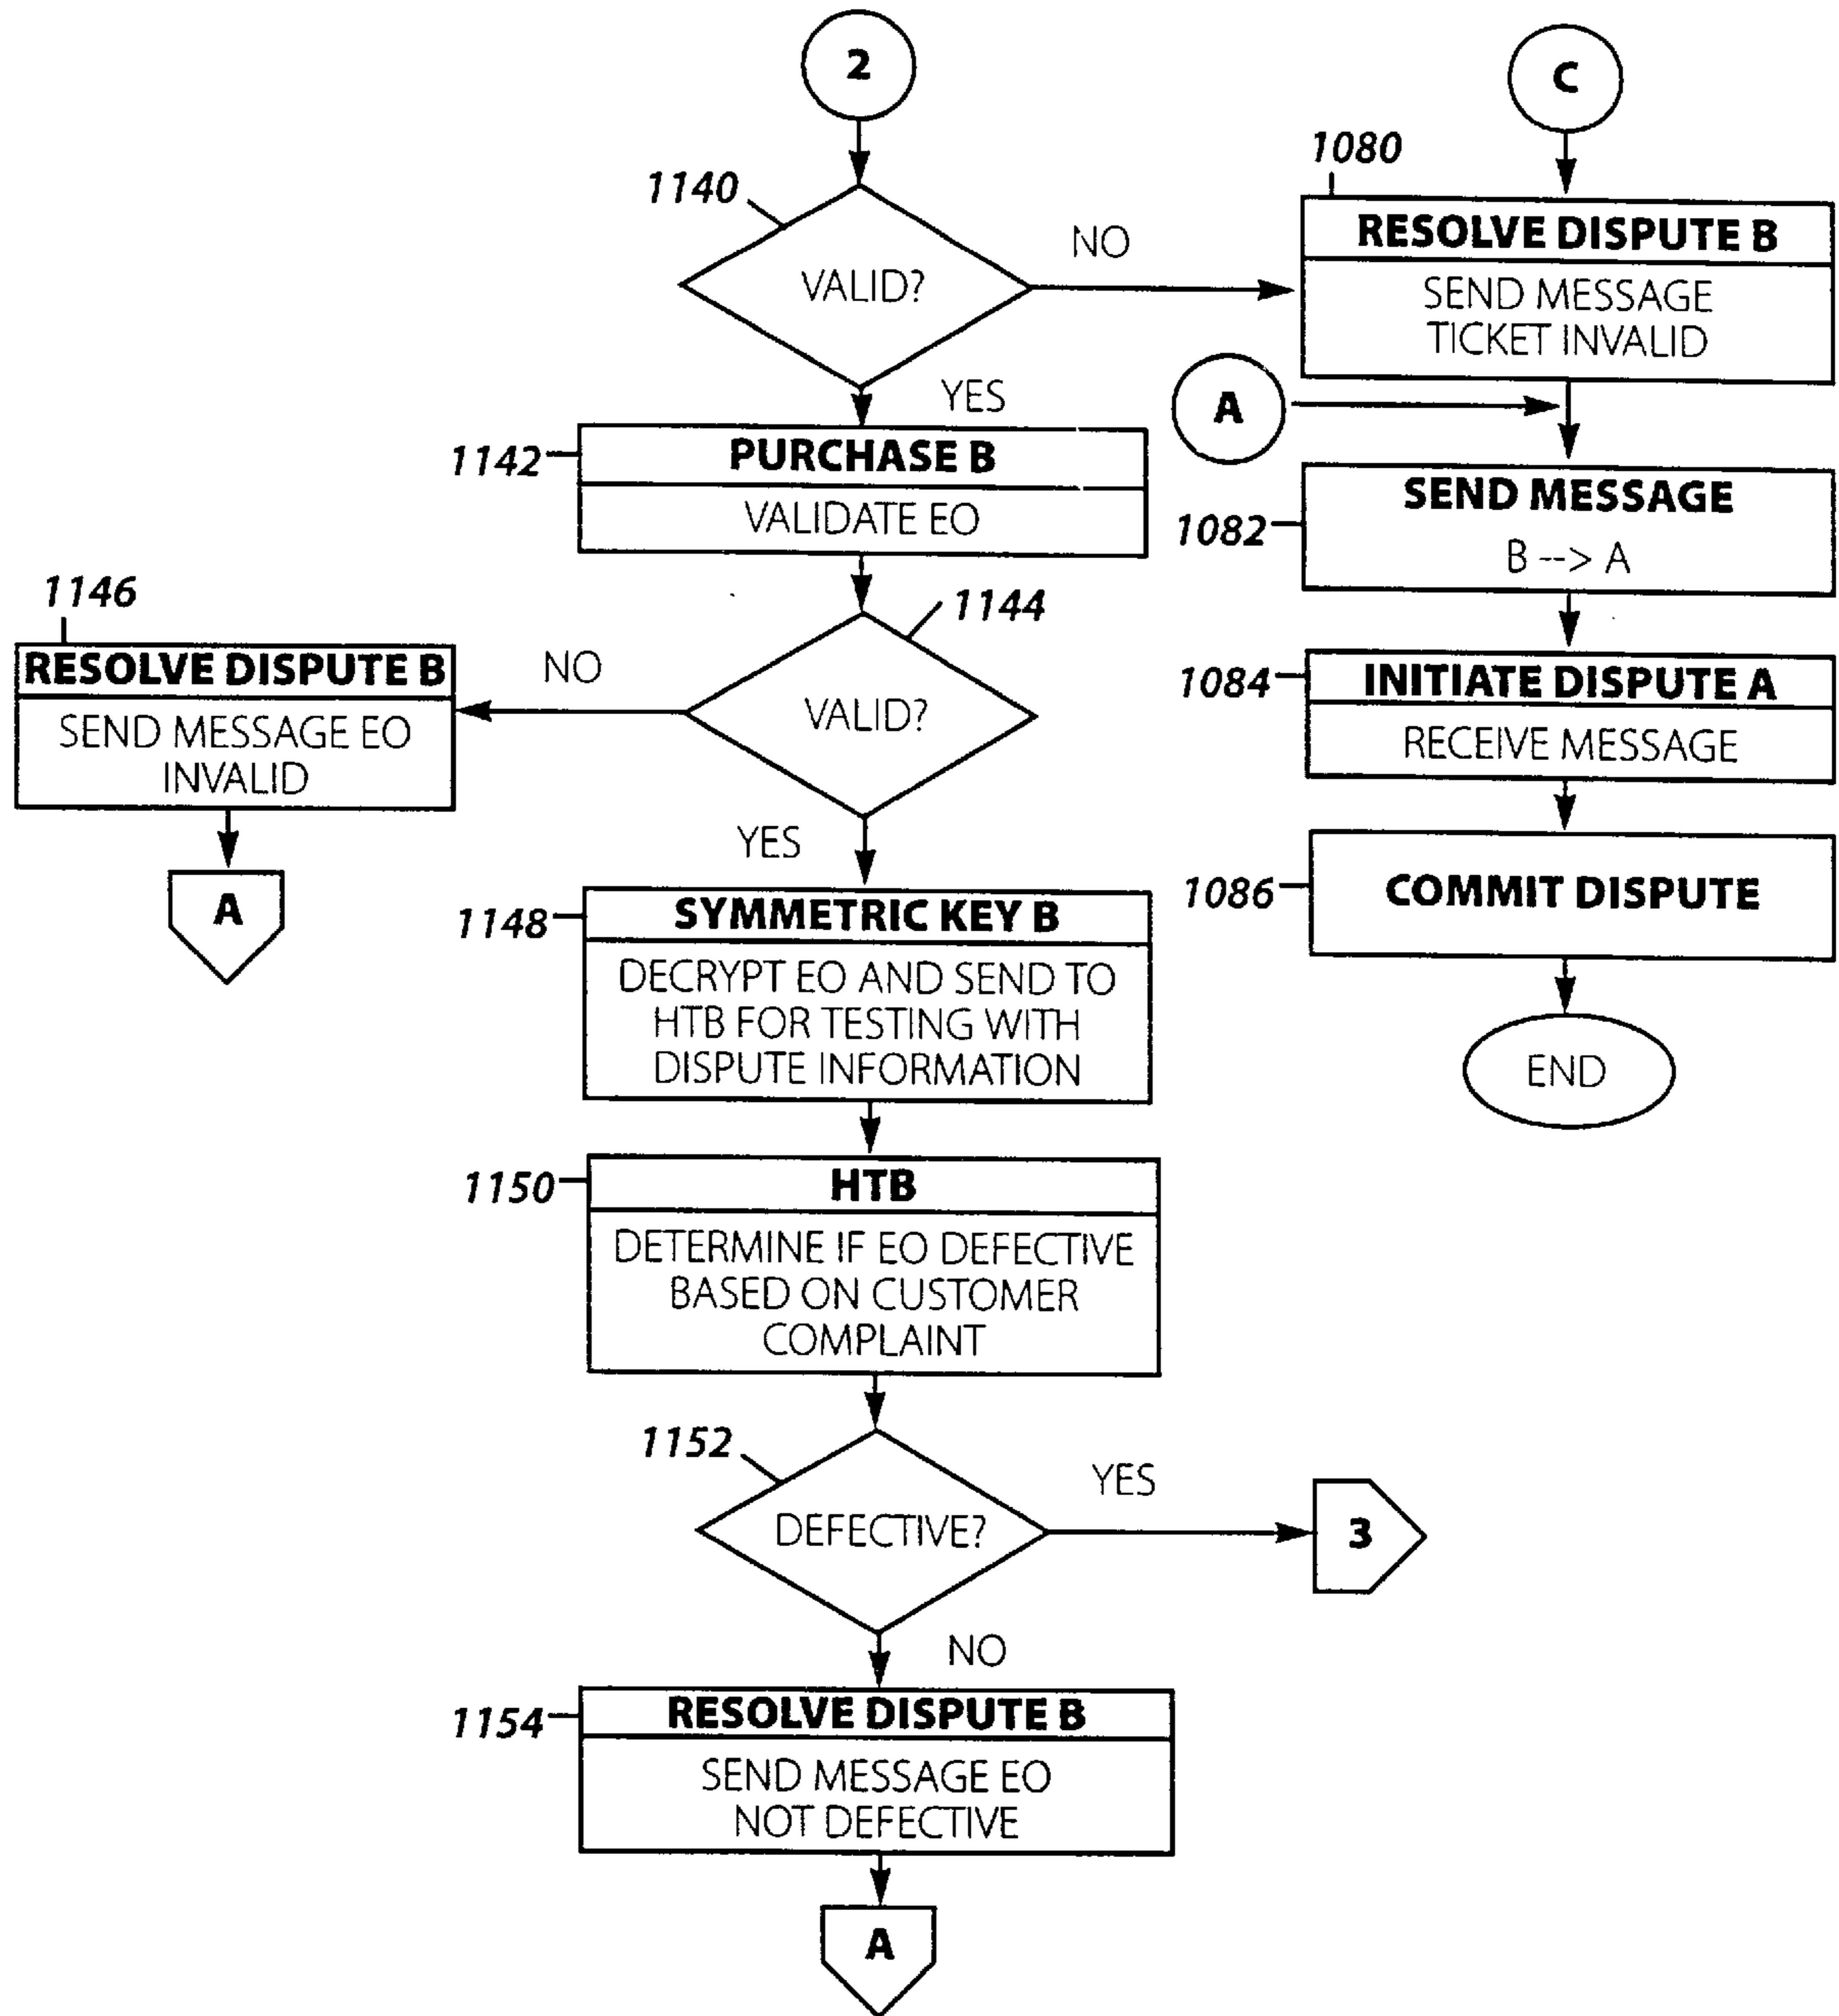 2
C
1140
1080
VALID?
NO
RESOLVE DISPUTE B
SEND MESSAGE
TICKET INVALID
YES
A
1142
PURCHASE B
VALIDATE EO
SEND MESSAGE
1082
B --> A
1146
1144
RESOLVE DISPUTE B
NO
SEND MESSAGE EO
INVALID
VALID?
1084
INITIATE DISPUTE A
RECEIVE MESSAGE
YES
A
1086
COMMIT DISPUTE
1148
SYMMETRIC KEY B
DECRYPT EO AND SEND TO
HTB FOR TESTING WITH
DISPUTE INFORMATION
END
1150
HTB
DETERMINE IF EO DEFECTIVE
BASED ON CUSTOMER
COMPLAINT
1152
YES
DEFECTIVE?
3
NO
1154
RESOLVE DISPUTE B
SEND MESSAGE EO
NOT DEFECTIVE
A